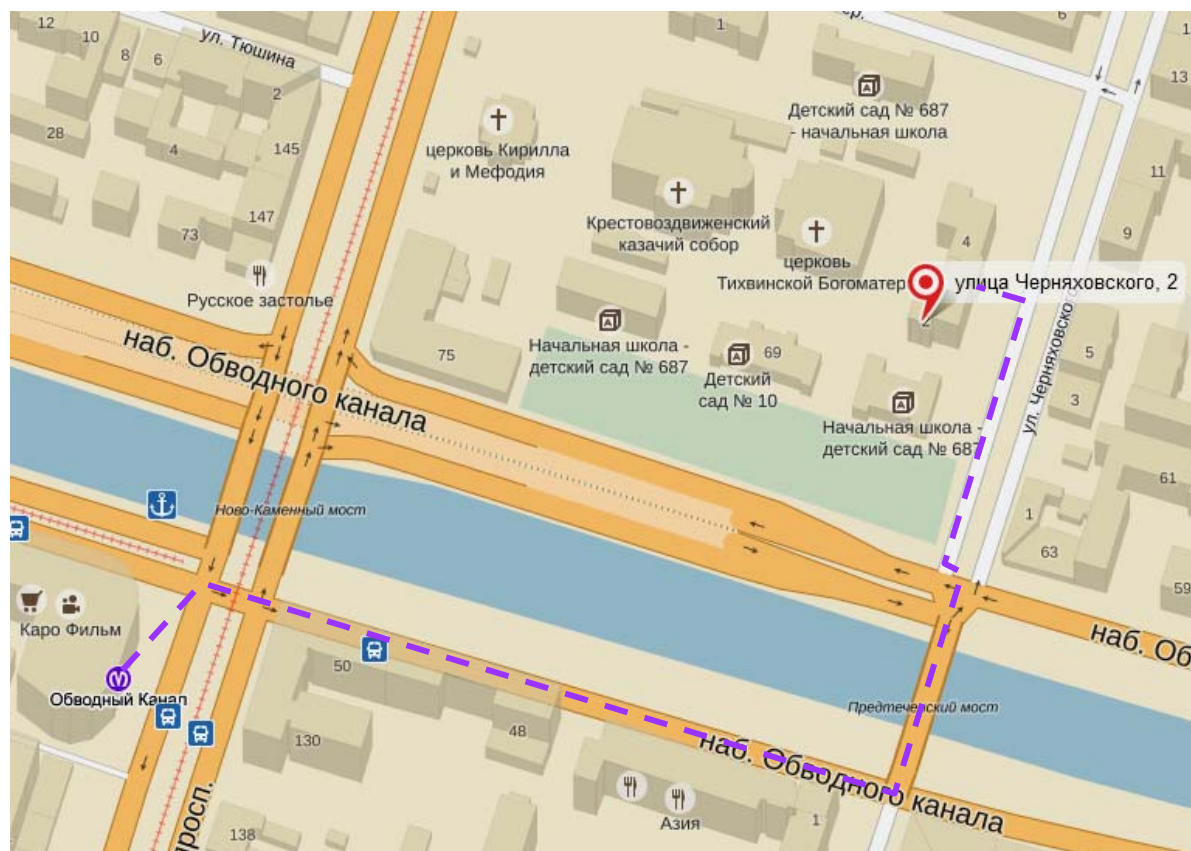 12
10
8
6
ул. Тюшина
2
28
4
145
147
73
1
6
13
Детский сад № 687
- начальная школа
церковь Кирилла
и Мефодия
11
9
4
Крестовоздвиженский
казачий собор
церковь
Тихвинской Богоматер
улица Черняховского, 2
2
Русское застолье
наб. Обводного канала
75
Начальная школа -
детский сад № 687
69
Детский
сад № 10
Начальная школа -
детский сад № 687
ул. Черняховского
5
3
61
1
63
59
Ново-Каменный мост
Каро Фильм
Обводный Канал
50
130
48
138
просп.
наб. Обводного канала
Предтеченский мост
наб. Об
Азия
1